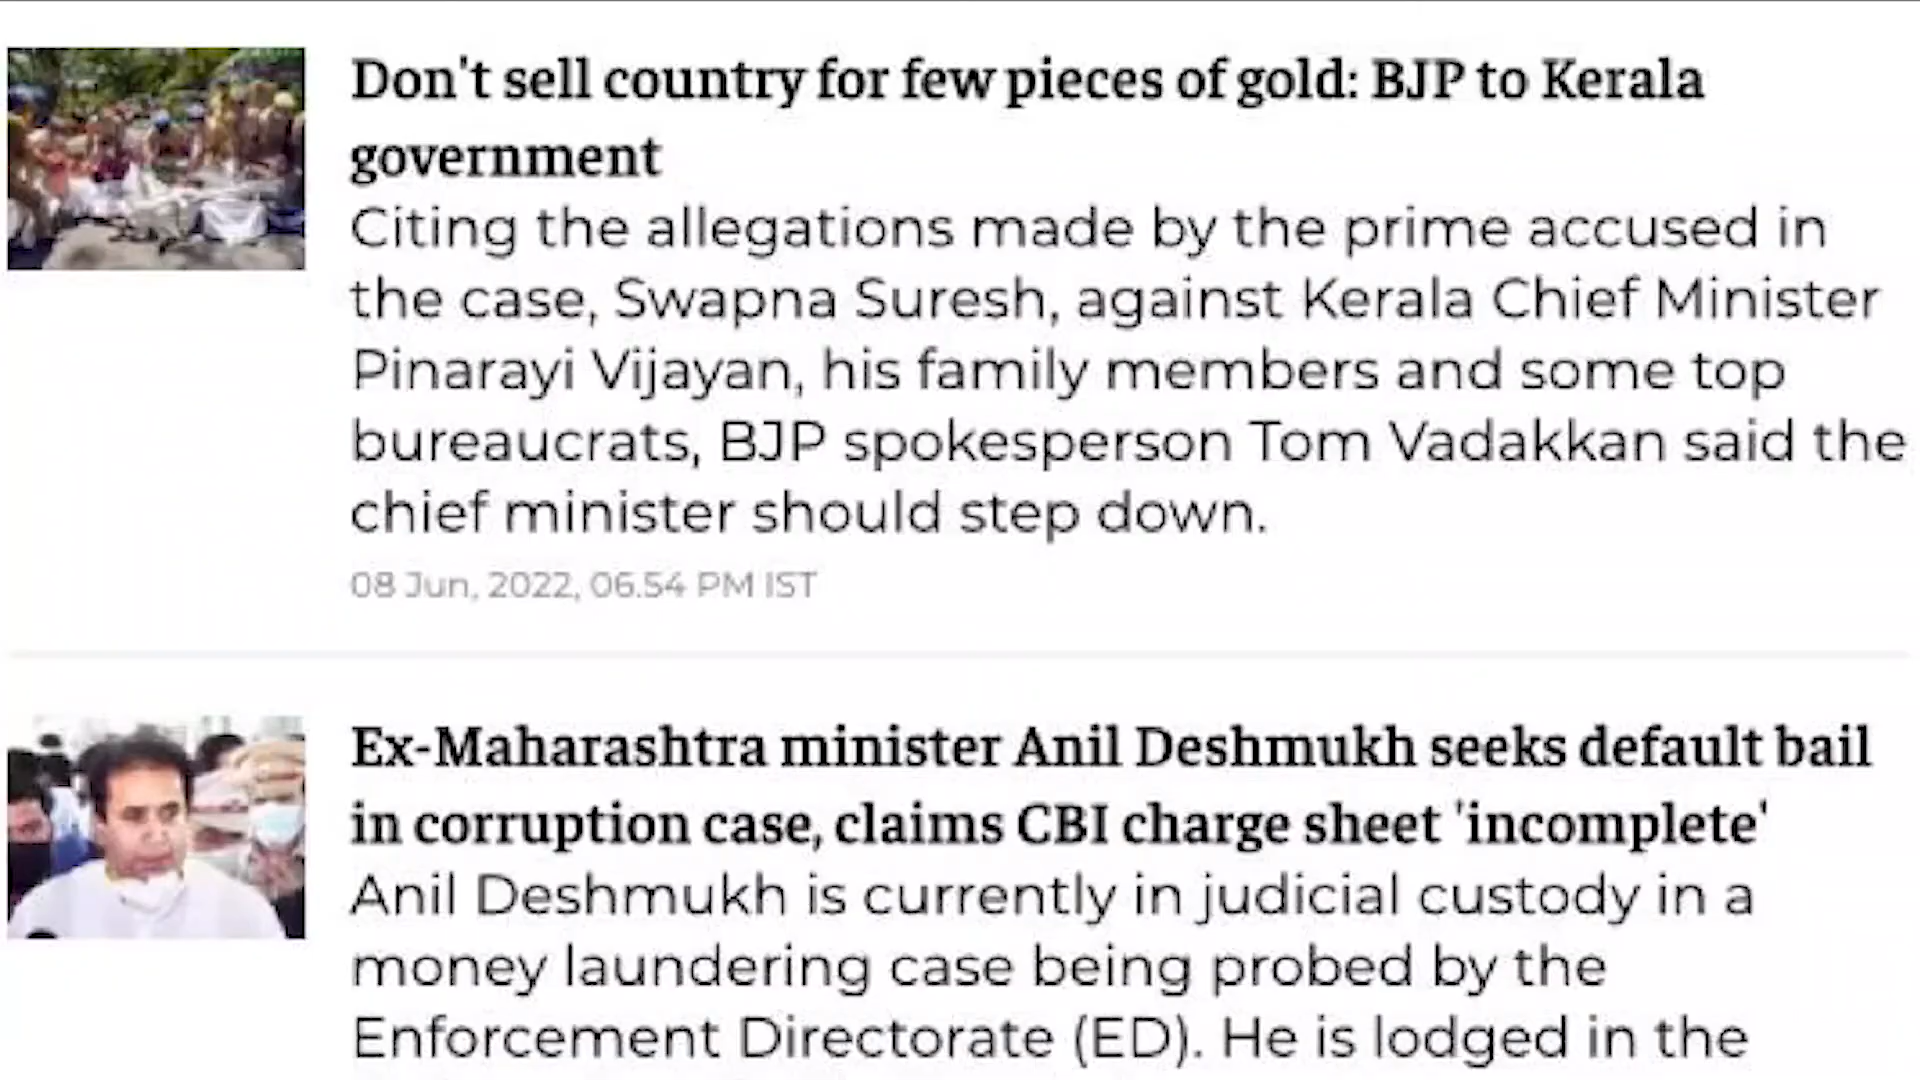 Don't sell country for few pieces of gold: BJP to Kerala
government
Citing the allegations made by the prime accused in
the case, Swapna Suresh, against Kerala Chief Minister
Pinarayi Vijayan, his family members and some top
bureaucrats, BJP spokesperson Tom Vadakkan said the
chief minister should step down.
08 Jun, 2022, 06.54 PM IST
Ex-Maharashtra minister Anil Deshmukh seeks default bail
in corruption case, claims CBI charge sheet 'incomplete'
Anil Deshmukh is currently in judicial custody in a
money laundering case being probed by the
Enforcement Directorate (ED). He is lodged in the